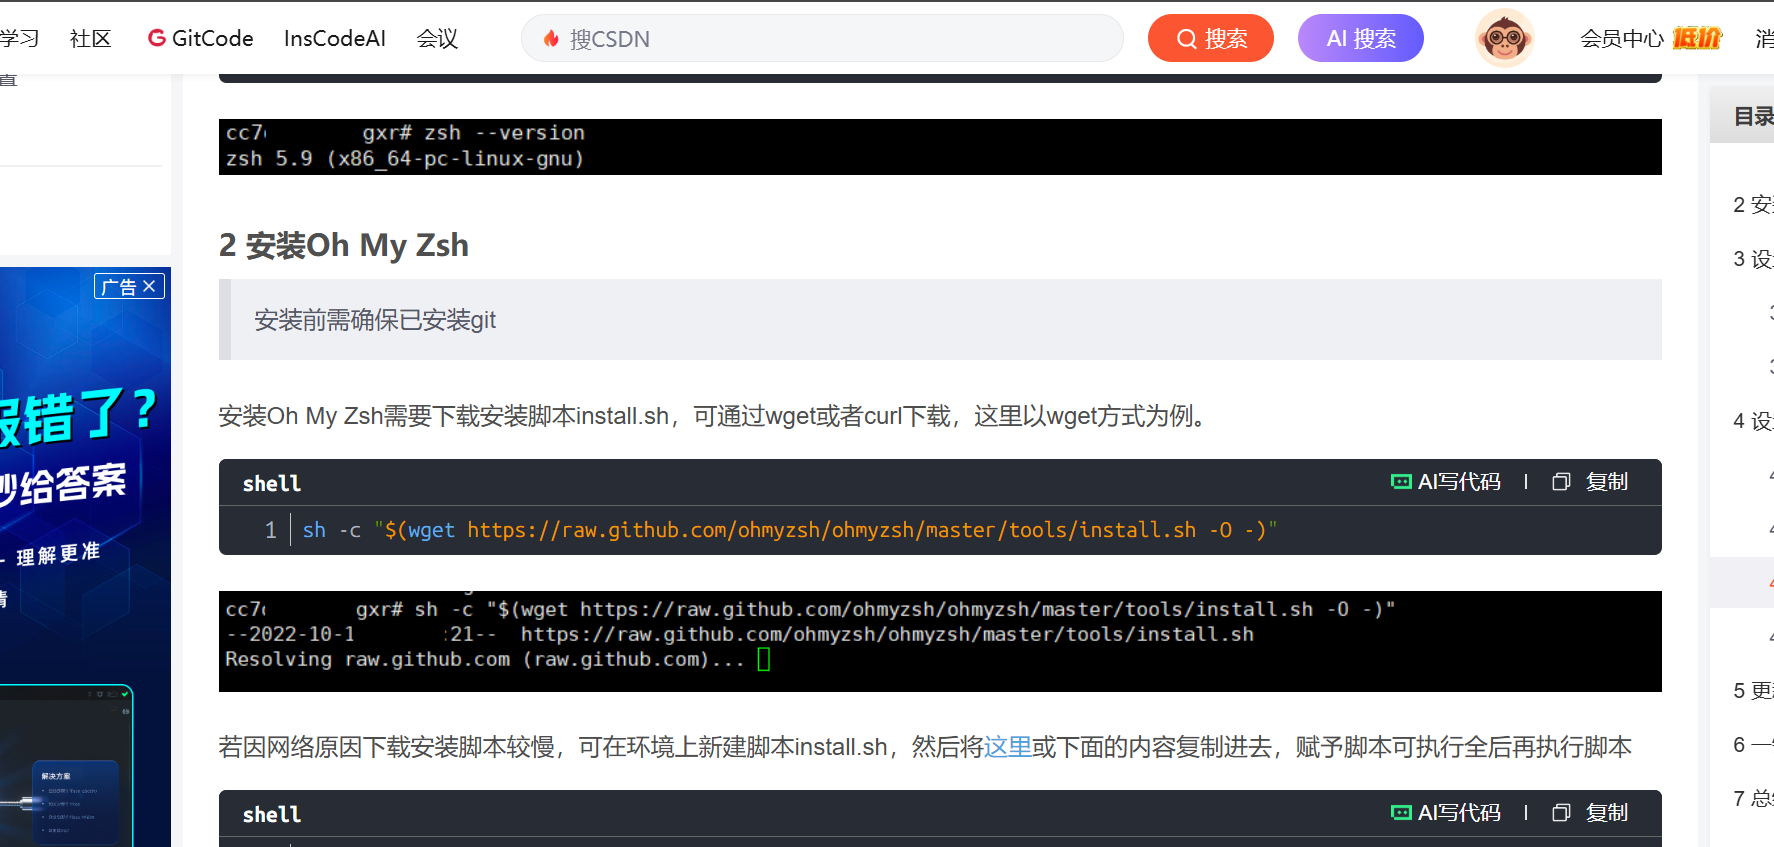 学习 社区 GitCode InsCodeAI 会议 搜CSDN 搜索 AI 搜索 会员中心 低价 消
置
目录
cc7 gxr# zsh --version
zsh 5.9 (x86_64-pc-linux-gnu)
2 安装Oh My Zsh
安装前需确保已安装git
安装Oh My Zsh需要下载安装脚本install.sh，可通过wget或者curl下载，这里以wget方式为例。
shell
AI写代码 复制
1 sh -c "$(wget https://raw.github.com/ohmyzsh/ohmyzsh/master/tools/install.sh -O -)"
cc7 gxr# sh -c "$(wget https://raw.github.com/ohmyzsh/ohmyzsh/master/tools/install.sh -O -)"
--2022-10-1 :21-- https://raw.github.com/ohmyzsh/ohmyzsh/master/tools/install.sh
Resolving raw.github.com (raw.github.com)...
若因网络原因下载安装脚本较慢，可在环境上新建脚本install.sh，然后将这里或下面的内容复制进去，赋予脚本可执行全后再执行脚本
shell
AI写代码 复制
广告
报错了？
秒给答案
- 理解更准
解决方案
2 安装
3 设
4 设
5 更新
6 一
7 总结